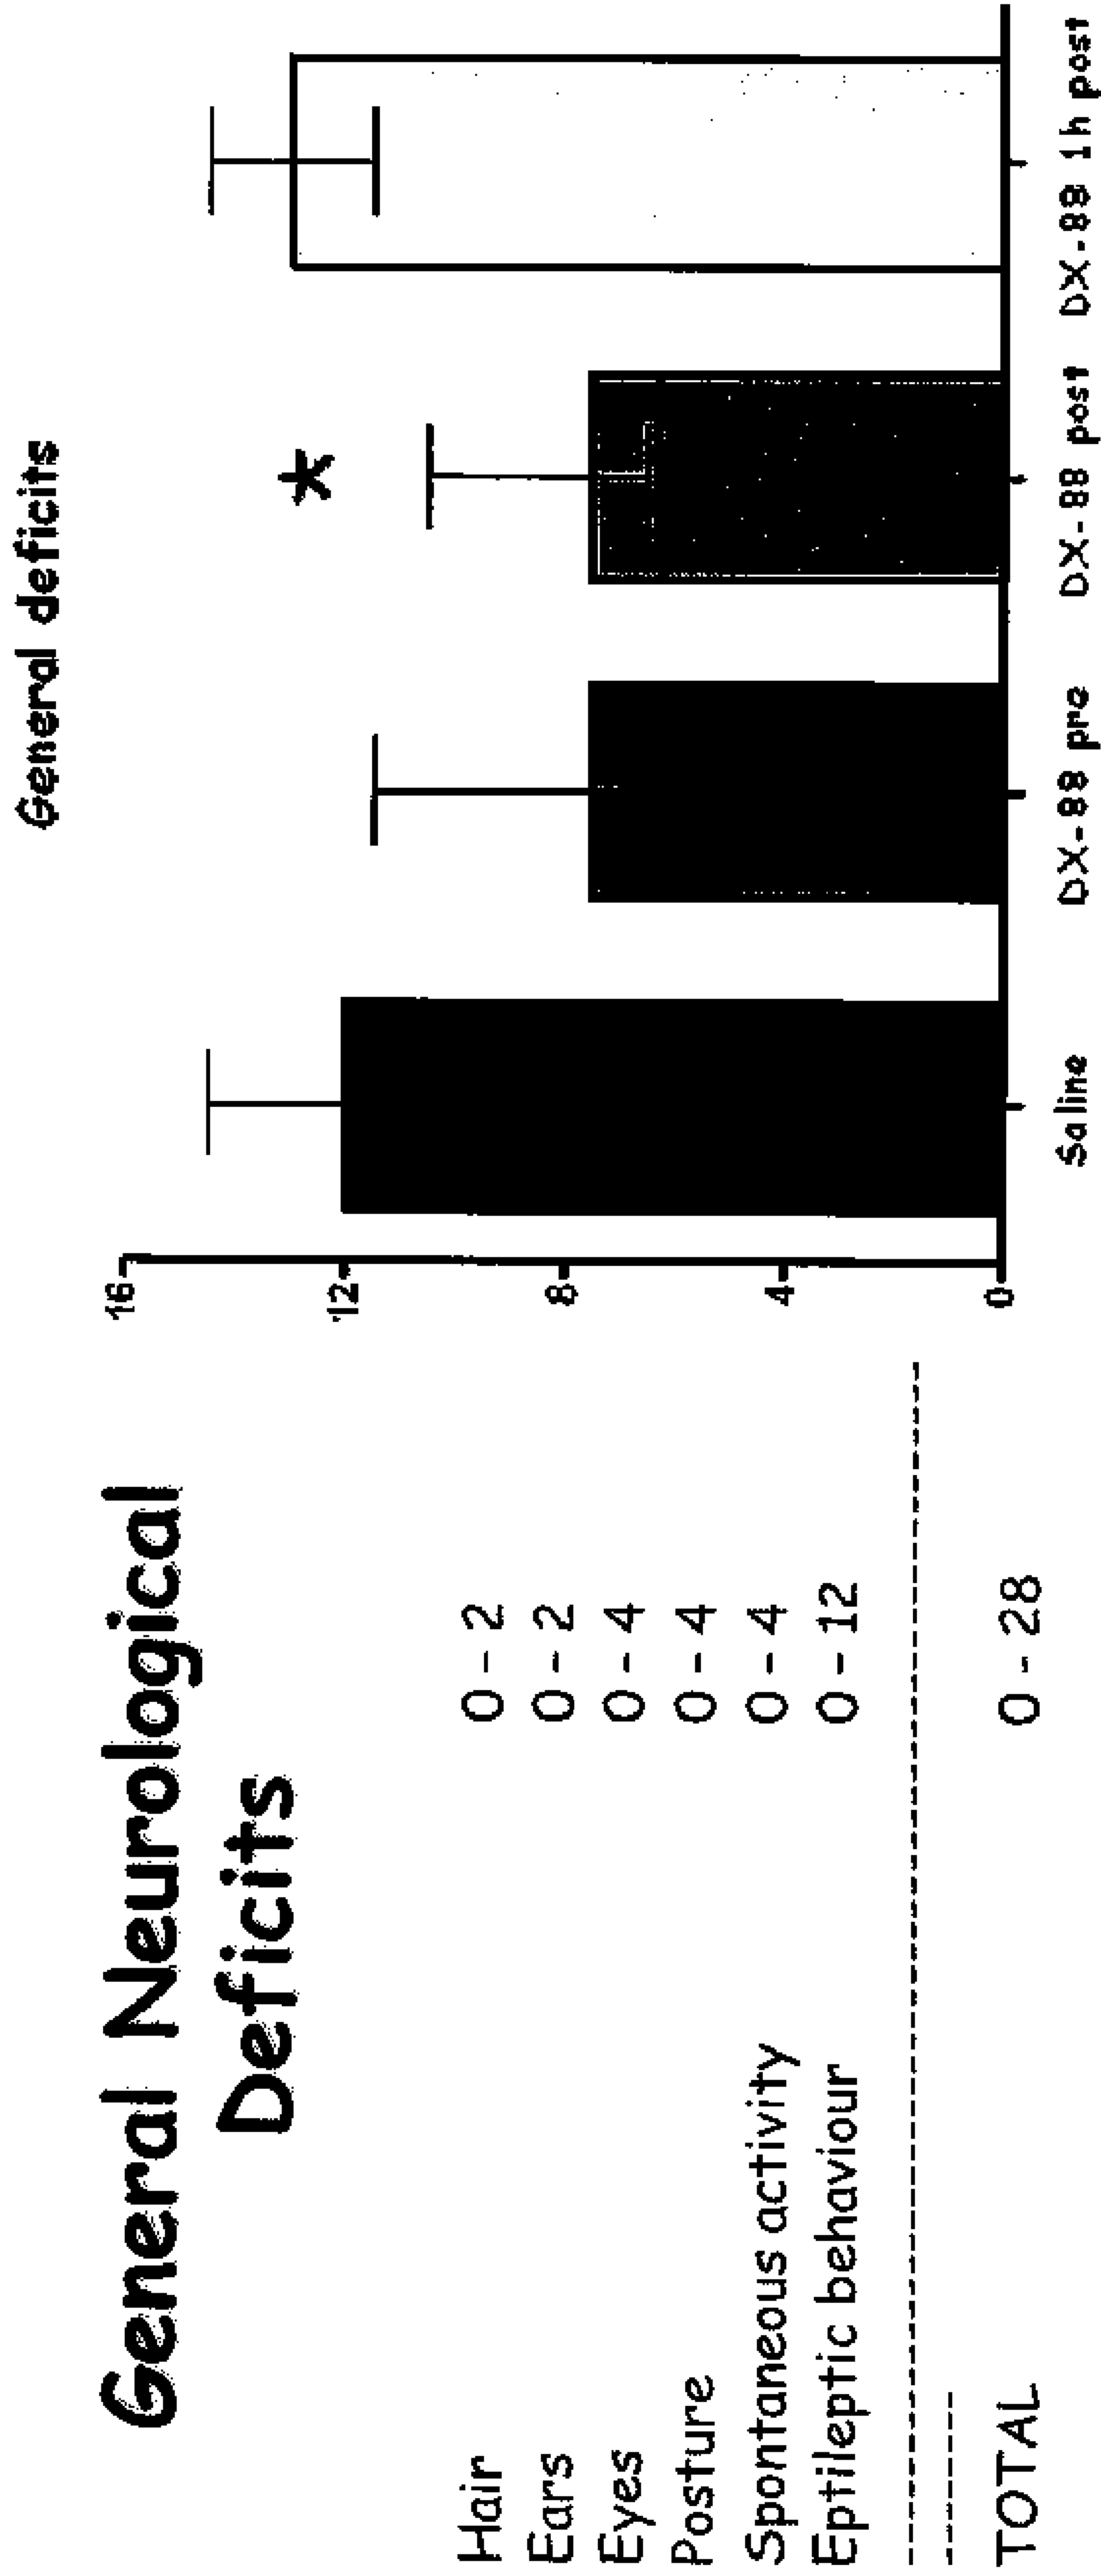 General Neurological
Deficits
Hair 0 - 2
Ears 0 - 2
Eyes 0 - 4
Posture 0 - 4
Spontaneous activity 0 - 4
Eptileptic behaviour 0 - 12
TOTAL 0 - 28
General deficits
16
12
8
4
0
*
Saline DX-88 pre DX-88 post DX-88 1h post